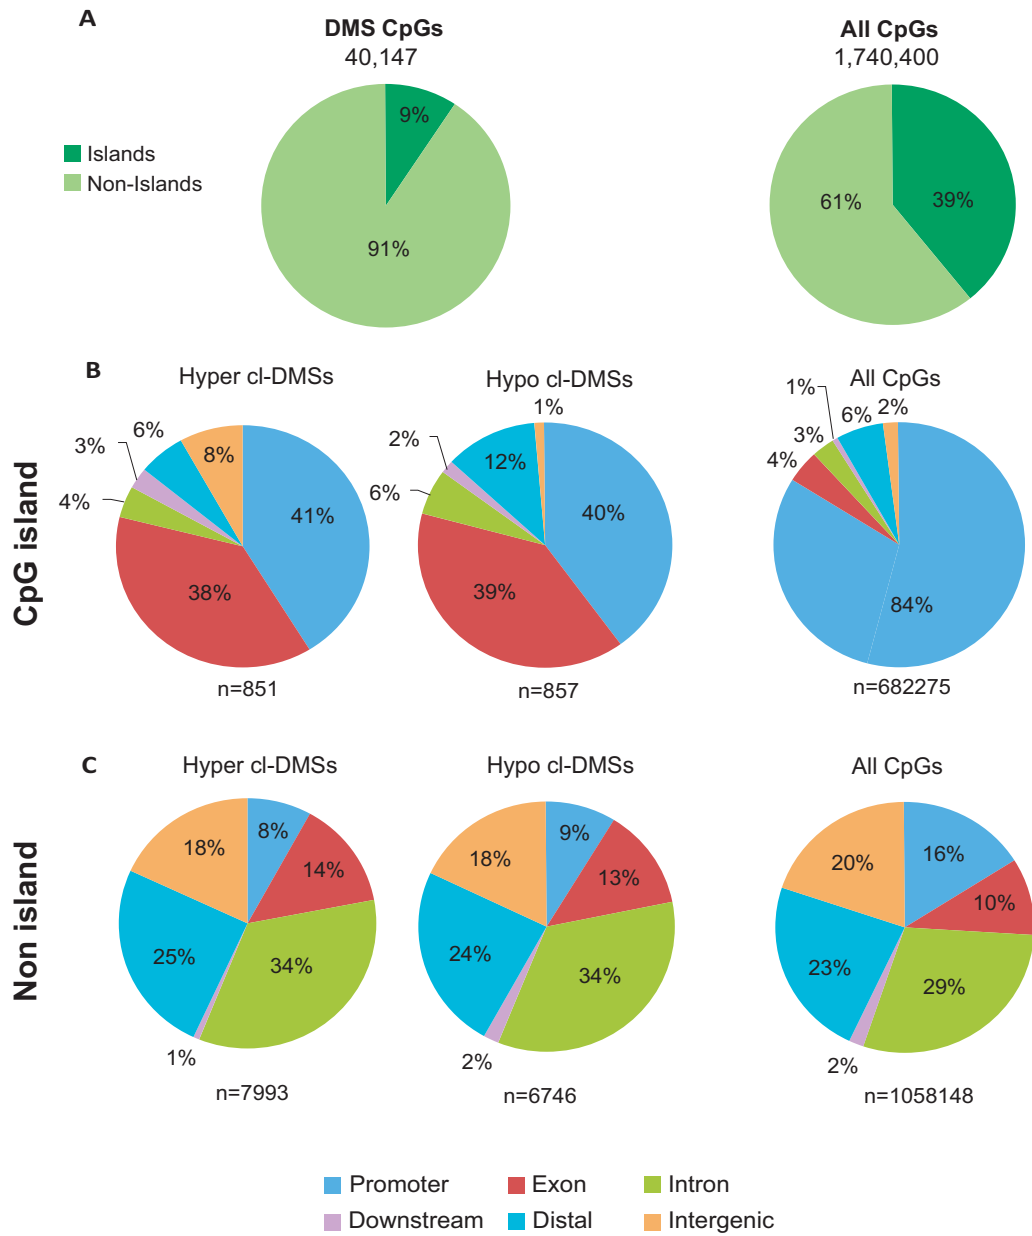 A
DMS CpGs
40,147
All CpGs
1,740,400
Islands
Non-Islands
9%
91%
61%
39%
B
CpG island
Hyper cl-DMSs
3%
6%
8%
4%
41%
38%
n=851
Hypo cl-DMSs
1%
2%
12%
6%
40%
39%
n=857
All CpGs
1%
6%
2%
3%
4%
84%
n=682275
C
Non island
Hyper cl-DMSs
18%
8%
14%
25%
34%
1%
n=7993
Hypo cl-DMSs
18%
9%
13%
24%
34%
2%
n=6746
All CpGs
20%
16%
10%
23%
29%
2%
n=1058148
Promoter
Exon
Intron
Downstream
Distal
Intergenic